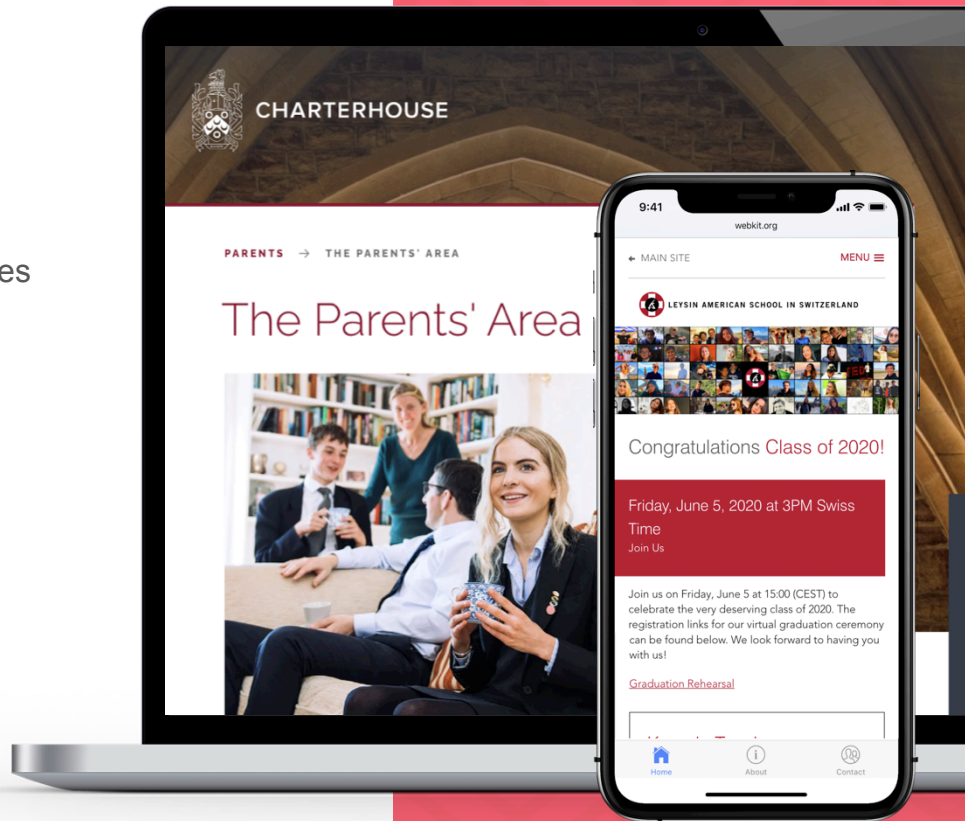 es
CHARTERHOUSE
PARENTS → THE PARENTS' AREA
The Parents' Area
9:41
webkit.org
← MAIN SITE
MENU ≡
LEYSIN AMERICAN SCHOOL IN SWITZERLAND
Congratulations Class of 2020!
Friday, June 5, 2020 at 3PM Swiss
Time
Join Us
Join us on Friday, June 5 at 15:00 (CEST) to
celebrate the very deserving class of 2020. The
registration links for our virtual graduation ceremony
can be found below. We look forward to having you
with us!
Graduation Rehearsal
Home
About
Contact